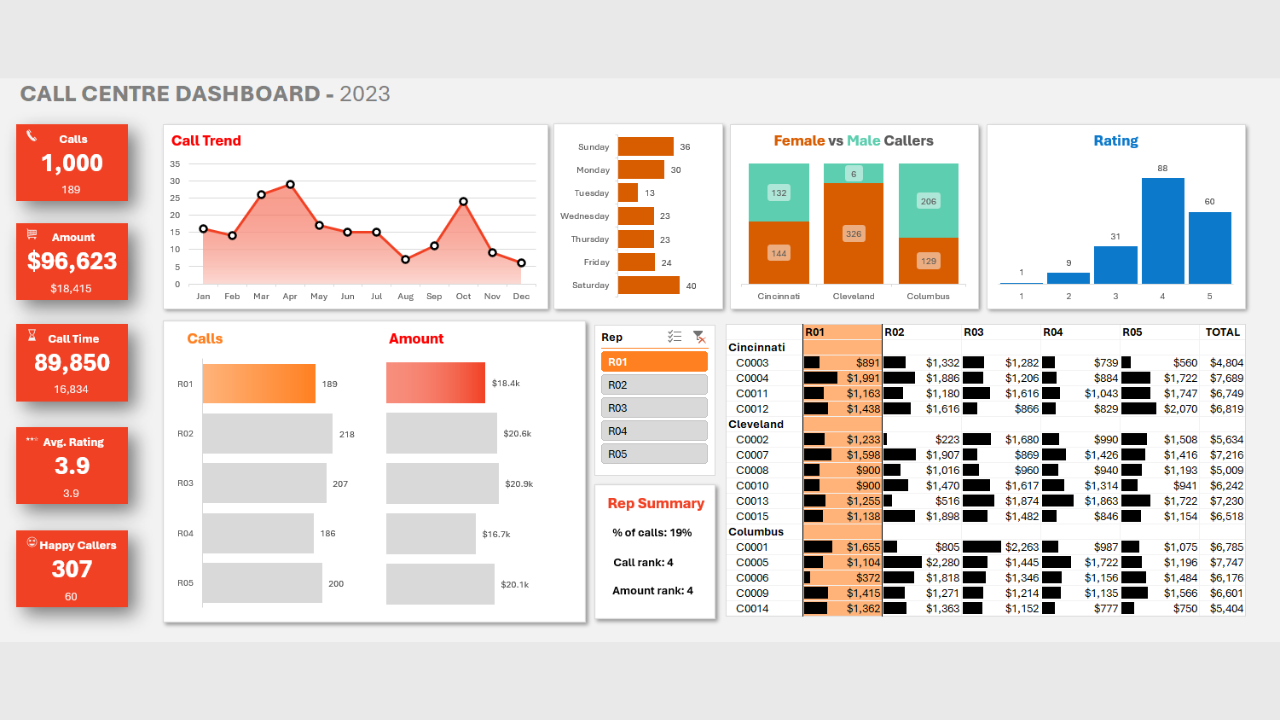 CALL CENTRE DASHBOARD - 2023
Calls
1,000
189
Amount
$96,623
$18,415
Call Time
89,850
16,834
Avg. Rating
3.9
3.9
Happy Callers
307
60
Call Trend
35
30
25
20
15
10
5
0
Jan Feb Mar Apr May Jun Jul Aug Sep Oct Nov Dec
Sunday 36
Monday 30
Tuesday 13
Wednesday 23
Thursday 23
Friday 24
Saturday 40
Female vs Male Callers
132 6 206
144 326 129
Cincinnati Cleveland Columbus
Rating
1 9 31 88 60
1 2 3 4 5
Calls Amount
R01 189 $18.4k
R02 218 $20.6k
R03 207 $20.9k
R04 186 $16.7k
R05 200 $20.1k
Rep
R01
R02
R03
R04
R05
Rep Summary
% of calls: 19%
Call rank: 4
Amount rank: 4
R01 R02 R03 R04 R05 TOTAL
Cincinnati
C0003 $891 $1,332 $1,282 $739 $560 $4,804
C0004 $1,991 $1,886 $1,206 $884 $1,722 $7,689
C0011 $1,163 $1,180 $1,616 $1,043 $1,747 $6,749
C0012 $1,438 $1,616 $866 $829 $2,070 $6,819
Cleveland
C0002 $1,233 $223 $1,680 $990 $1,508 $5,634
C0007 $1,598 $1,907 $869 $1,426 $1,416 $7,216
C0008 $900 $1,016 $960 $940 $1,193 $5,009
C0010 $900 $1,470 $1,617 $1,314 $941 $6,242
C0013 $1,255 $516 $1,874 $1,863 $1,722 $7,230
C0015 $1,138 $1,898 $1,482 $846 $1,154 $6,518
Columbus
C0001 $1,655 $805 $2,263 $987 $1,075 $6,785
C0005 $1,104 $2,280 $1,445 $1,722 $1,196 $7,747
C0006 $372 $1,818 $1,346 $1,156 $1,484 $6,176
C0009 $1,415 $1,271 $1,214 $1,135 $1,566 $6,601
C0014 $1,362 $1,363 $1,152 $777 $750 $5,404